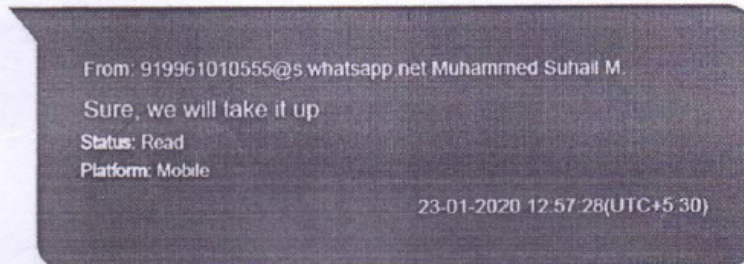 From: 919961010555@s.whatsapp.net Muhammed Suhail M.
Sure, we will take it up
Status: Read
Platform: Mobile
23-01-2020 12:57:28(UTC+5:30)